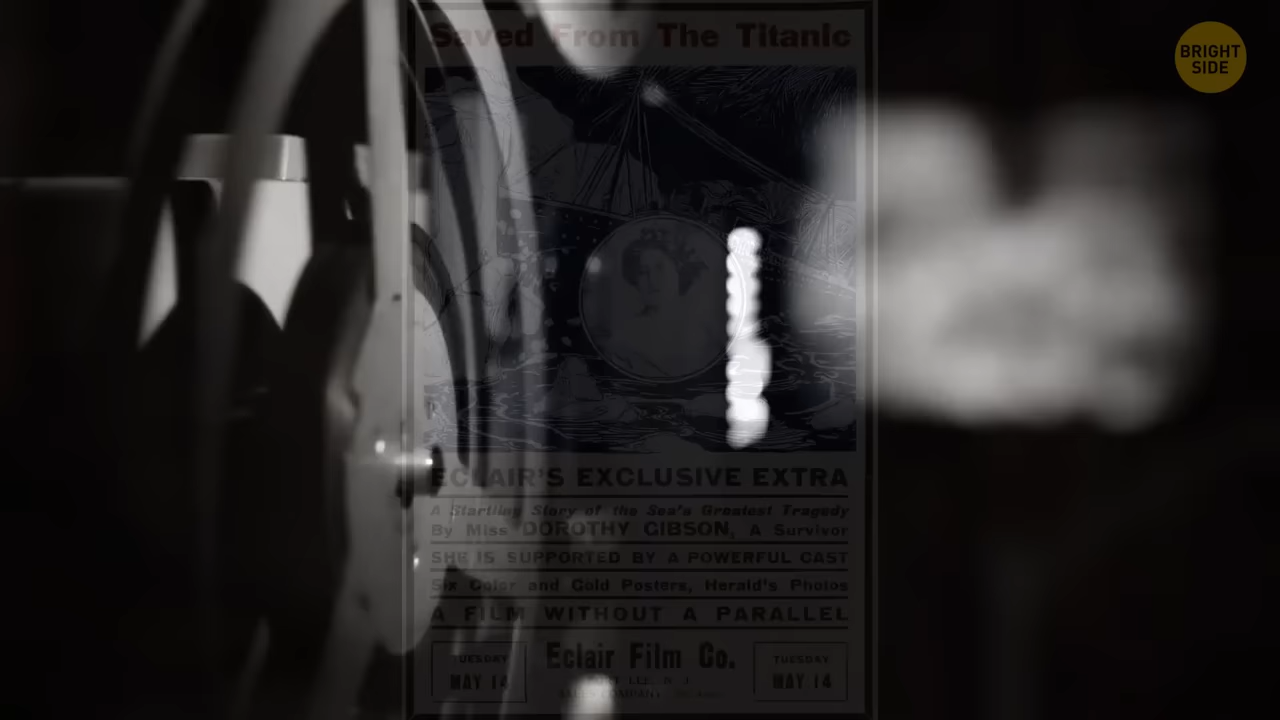 Saved From The Titanic
BRIGHT
SIDE
ECLAIR'S EXCLUSIVE EXTRA
A Startling Story of the Sea's Greatest Tragedy
By Miss DOROTHY GIBSON, A Survivor
SHE IS SUPPORTED BY A POWERFUL CAST
Six Color and Gold Posters, Herald's Photos
A FILM WITHOUT A PARALLEL
TUESDAY
MAY 14
Eclair Film Co.
TUESDAY
MAY 14
SALES COMPANY